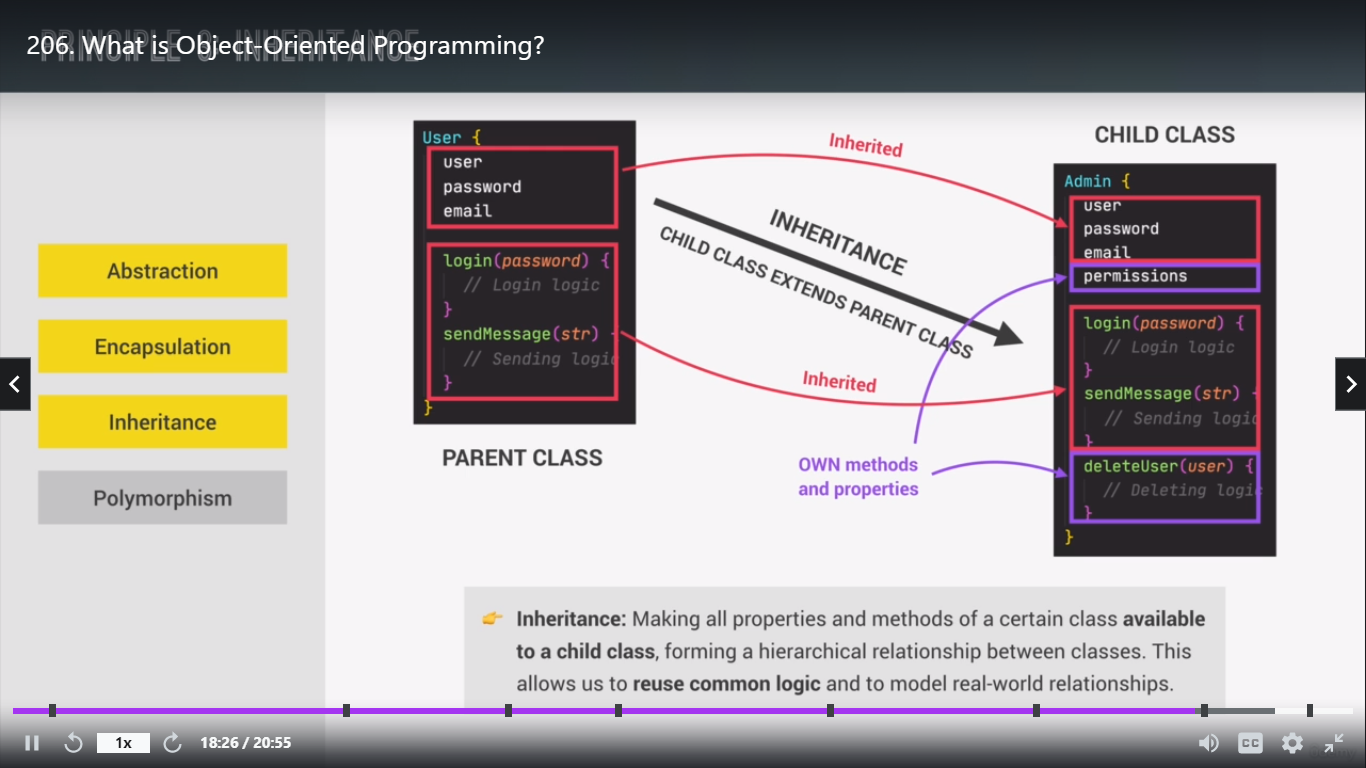 206. What is Object-Oriented Programming?
PRINCIPLE 3: INHERITANCE
Abstraction
Encapsulation
Inheritance
Polymorphism
User {
user
password
email
login(password) {
// Login logic
}
sendMessage(str)
// Sending logic
}
}
PARENT CLASS
Inherited
INHERITANCE
CHILD CLASS EXTENDS PARENT CLASS
Inherited
OWN methods
and properties
CHILD CLASS
Admin {
user
password
email
permissions
login(password) {
// Login logic
}
sendMessage(str)
// Sending logic
}
deleteUser(user) {
// Deleting logic
}
}
👉 Inheritance: Making all properties and methods of a certain class available
to a child class, forming a hierarchical relationship between classes. This
allows us to reuse common logic and to model real-world relationships.
1x
18:26 / 20:55
CC